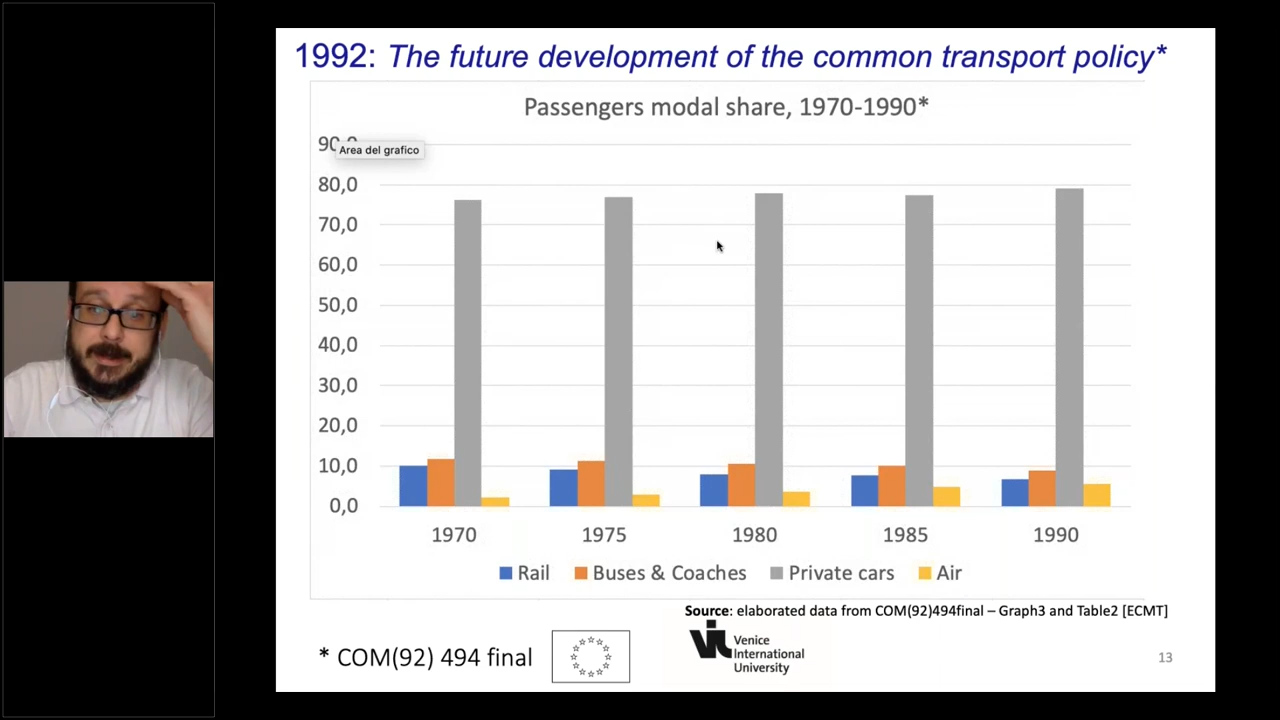 1992: The future development of the common transport policy*
Passengers modal share, 1970-1990*
90,0
Area del grafico
80,0
70,0
60,0
50,0
40,0
30,0
20,0
10,0
0,0
1970 1975 1980 1985 1990
Rail Buses & Coaches Private cars Air
Source: elaborated data from COM(92)494final – Graph3 and Table2 [ECMT]
* COM(92) 494 final
Venice
International
University
13